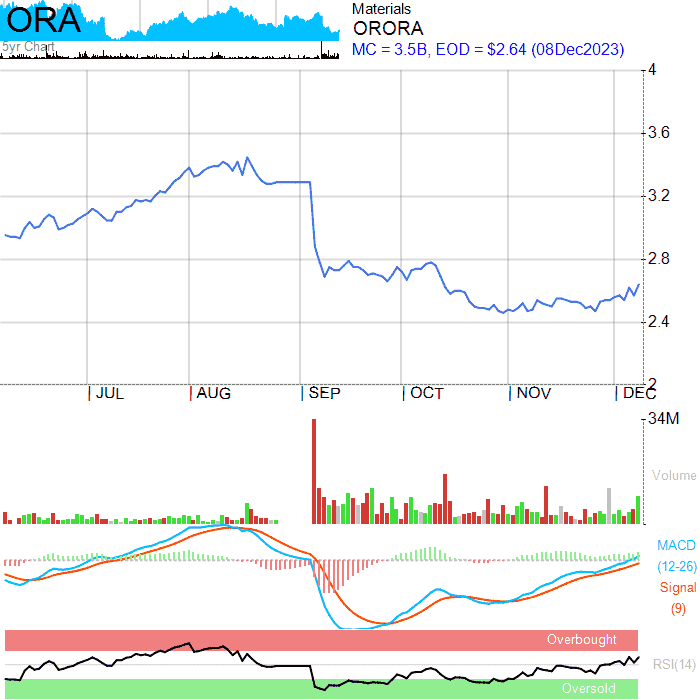 ORA
5yr Chart
Materials
ORORA
MC = 3.5B, EOD = $2.64 (08Dec2023)
4
3.6
3.2
2.8
2.4
2
JUL
AUG
SEP
OCT
NOV
DEC
34M
Volume
MACD
(12-26)
Signal
(9)
Overbought
RSI(14)
Oversold